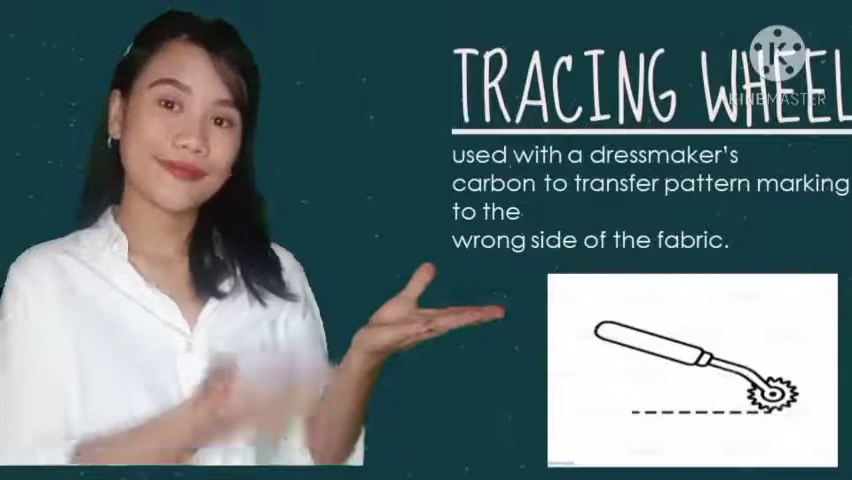 TRACING WHEEL
KINEMASTER
used with a dressmaker's
carbon to transfer pattern marking
to the
wrong side of the fabric.